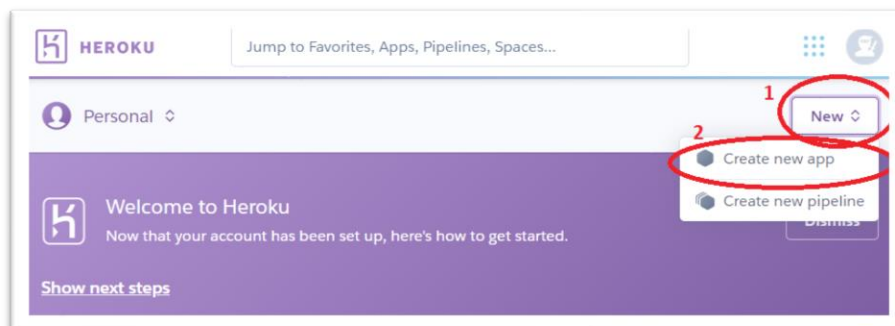 HEROKU
Jump to Favorites, Apps, Pipelines, Spaces...
Personal
1
New
2
Create new app
Create new pipeline
Welcome to Heroku
Now that your account has been set up, here's how to get started.
Dismiss
Show next steps